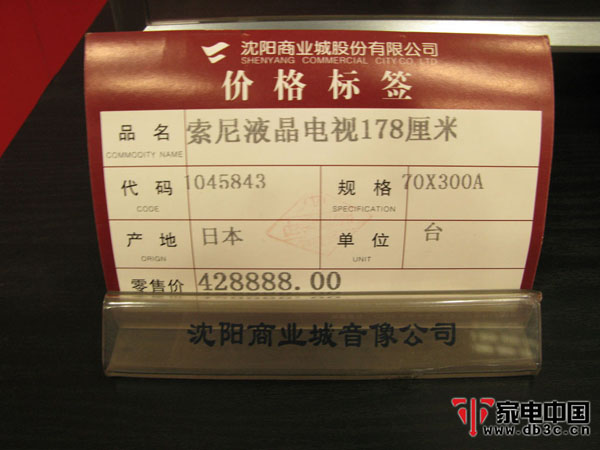 沈阳商业城股份有限公司
SHENYANG COMMERCIAL CITY CO. LTD
价格标签
品名 索尼液晶电视178厘米
COMMODITY NAME
代码 1045843 规格 70X300A
CODE SPECIFICATION
产地 日本 单位 台
ORIGN UNIT
零售价 428888.00
沈阳商业城音像公司
家电中国
www.db3c.cn